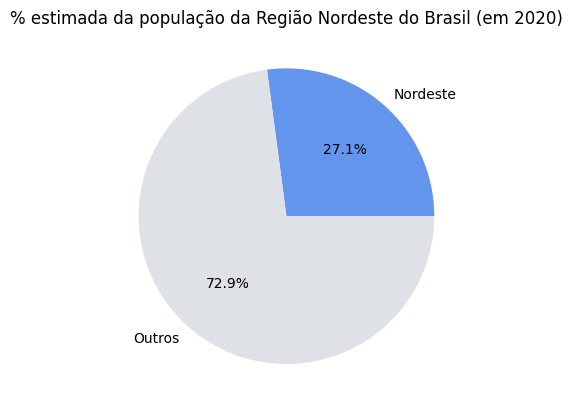 % estimada da população da Região Nordeste do Brasil (em 2020)
Nordeste
27.1%
72.9%
Outros